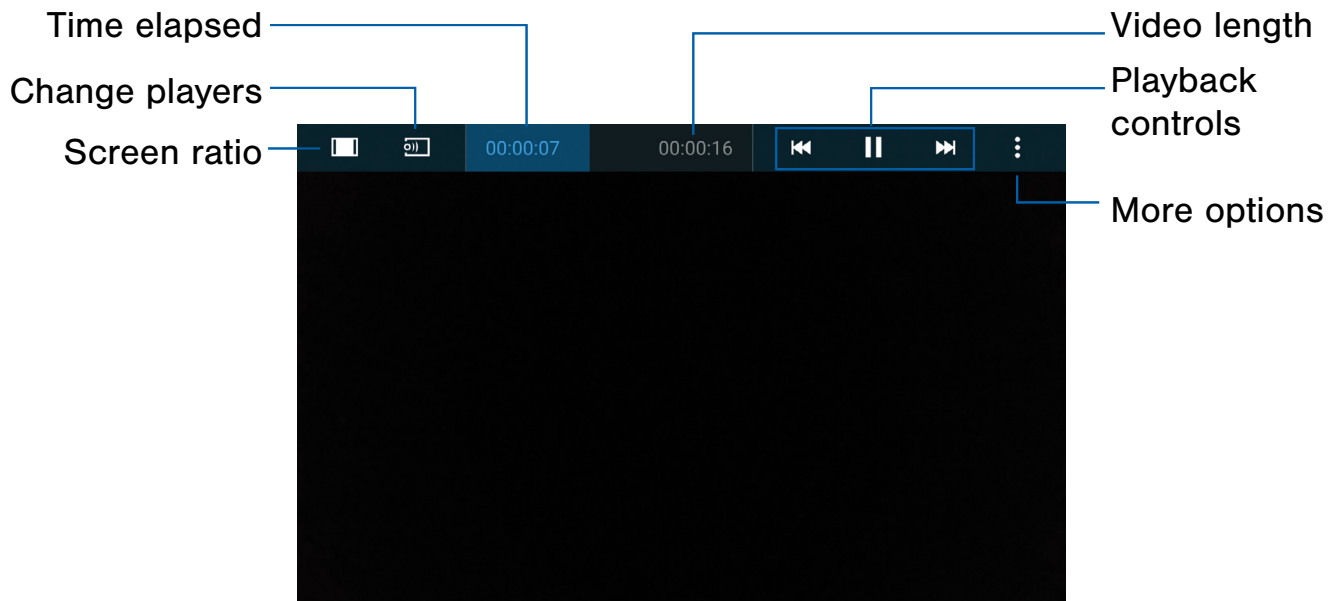 Time elapsed
Video length
Change players
Playback
controls
Screen ratio
00:00:07
00:00:16
More options